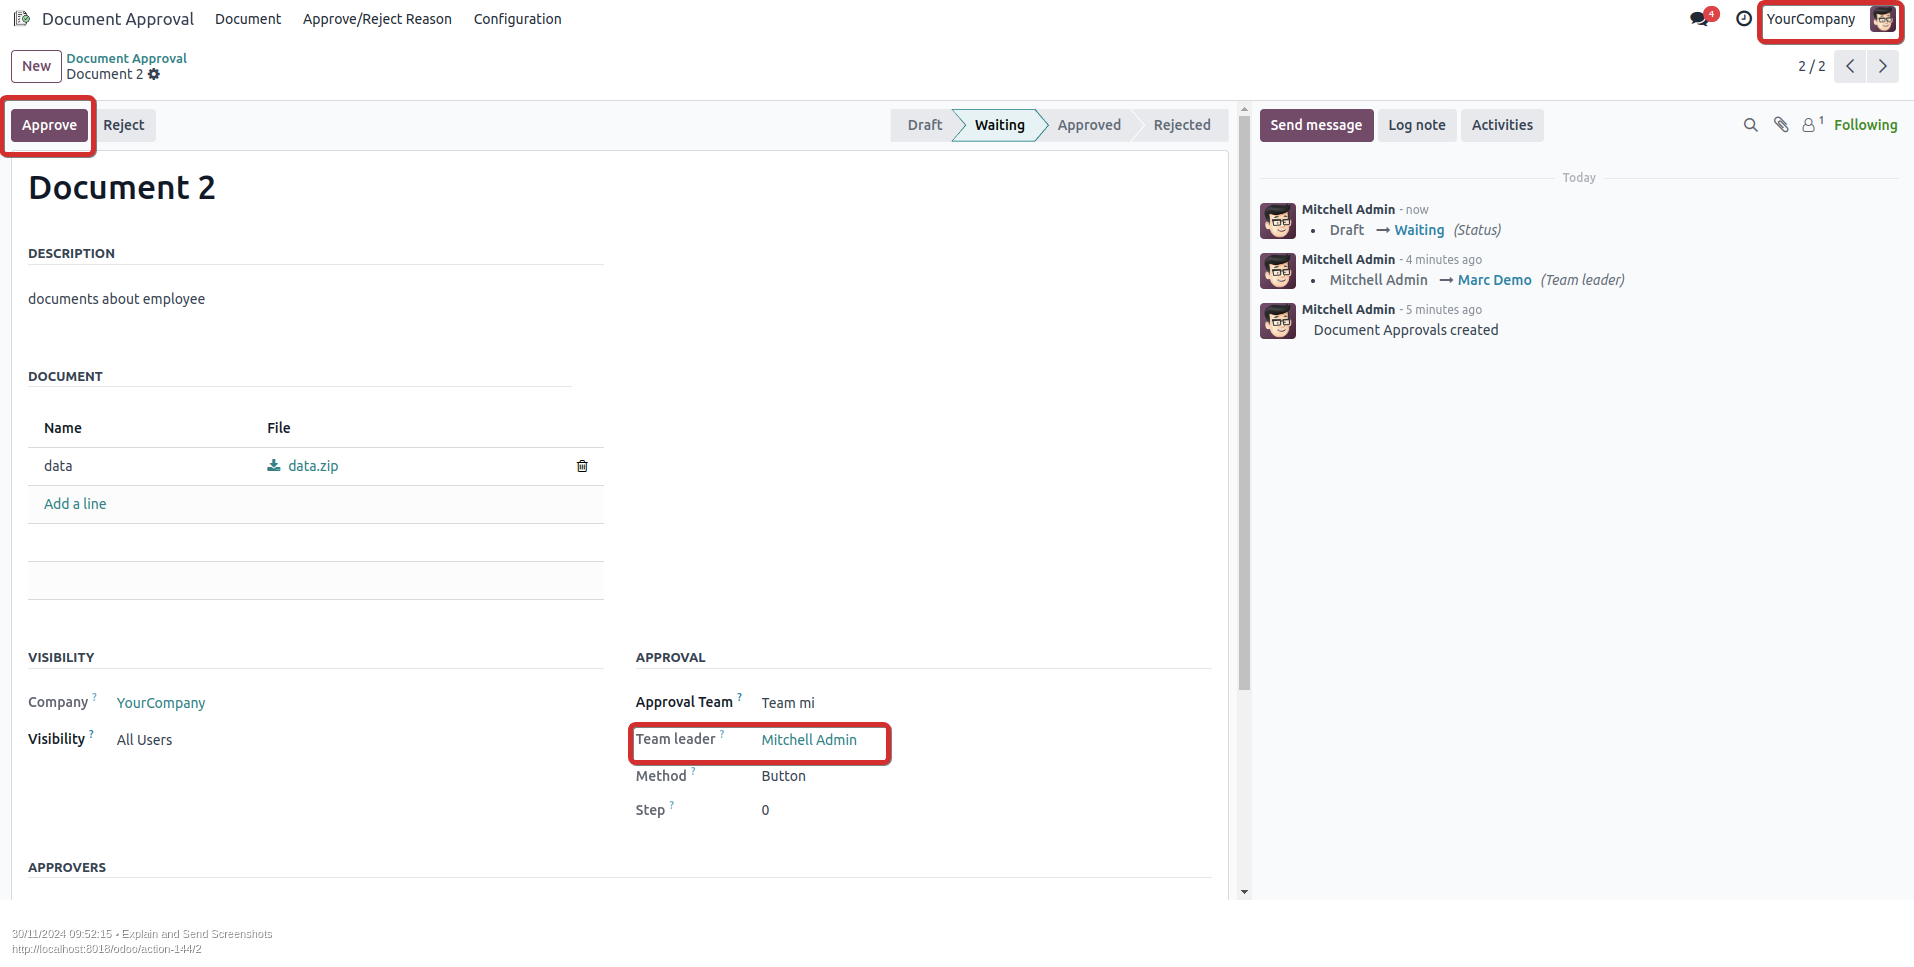 Document Approval Document Approve/Reject Reason Configuration 4 YourCompany
New Document Approval
Document 2
2 / 2
Approve Reject Draft Waiting Approved Rejected
Document 2
DESCRIPTION
documents about employee
DOCUMENT
Name File
data data.zip
Add a line
VISIBILITY
Company ? YourCompany
Visibility ? All Users
APPROVAL
Approval Team ? Team mi
Team leader ? Mitchell Admin
Method ? Button
Step ? 0
APPROVERS
Send message Log note Activities 1 Following
Today
Mitchell Admin - now
• Draft → Waiting (Status)
Mitchell Admin - 4 minutes ago
• Mitchell Admin → Marc Demo (Team leader)
Mitchell Admin - 5 minutes ago
Document Approvals created
30/11/2024 09:52:15 • Explain and Send Screenshots
http://localhost:8018/odoo/action-144/2